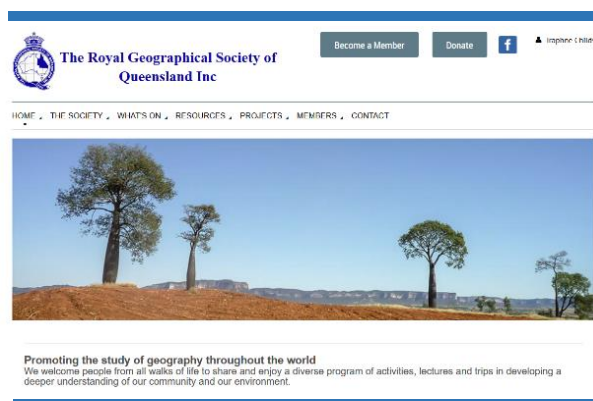 The Royal Geographical Society of
Queensland Inc
Become a Member
Donate
f
HOME
THE SOCIETY
WHAT'S ON
RESOURCES
PROJECTS
MEMBERS
CONTACT
Promoting the study of geography throughout the world
We welcome people from all walks of life to share and enjoy a diverse program of activities, lectures and trips in developing a
deeper understanding of our community and our environment.